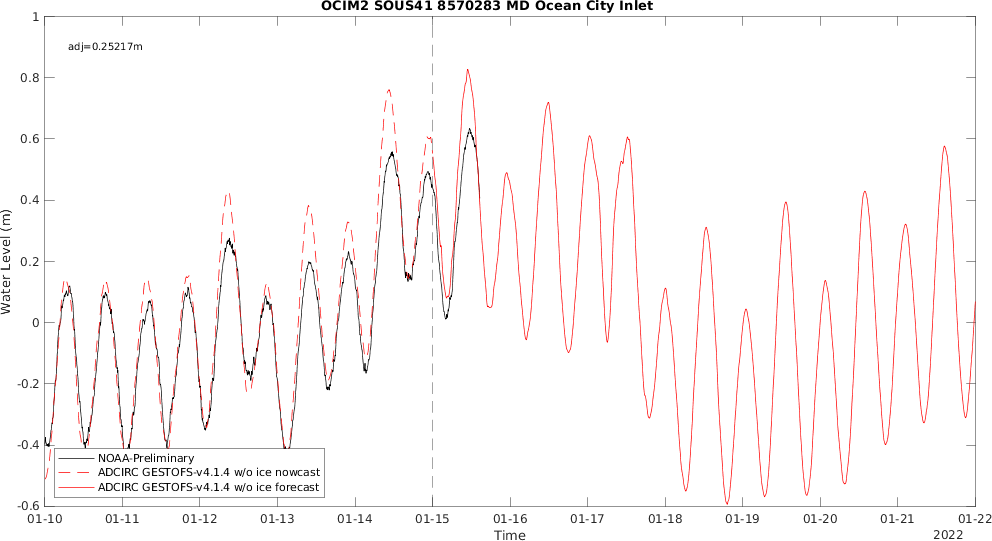 OCIM2 SOUS41 8570283 MD Ocean City Inlet
adj=0.25217m
1
0.8
0.6
0.4
0.2
0
-0.2
-0.4
-0.6
Water Level (m)
NOAA-Preliminary
ADCIRC GESTOFS-v4.1.4 w/o ice nowcast
ADCIRC GESTOFS-v4.1.4 w/o ice forecast
01-10 01-11 01-12 01-13 01-14 01-15 01-16 01-17 01-18 01-19 01-20 01-21 01-22
Time
2022